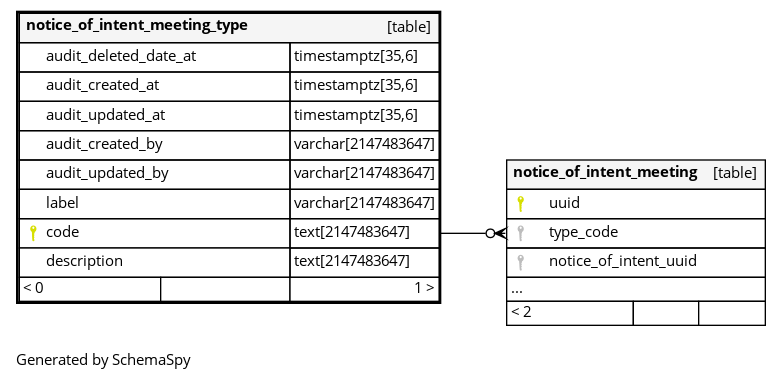 notice_of_intent_meeting_type [table]
audit_deleted_date_at timestamptz[35,6]
audit_created_at timestamptz[35,6]
audit_updated_at timestamptz[35,6]
audit_created_by varchar[2147483647]
audit_updated_by varchar[2147483647]
label varchar[2147483647]
code text[2147483647]
description text[2147483647]
< 0 1 >
notice_of_intent_meeting [table]
uuid
type_code
notice_of_intent_uuid
...
< 2
Generated by SchemaSpy